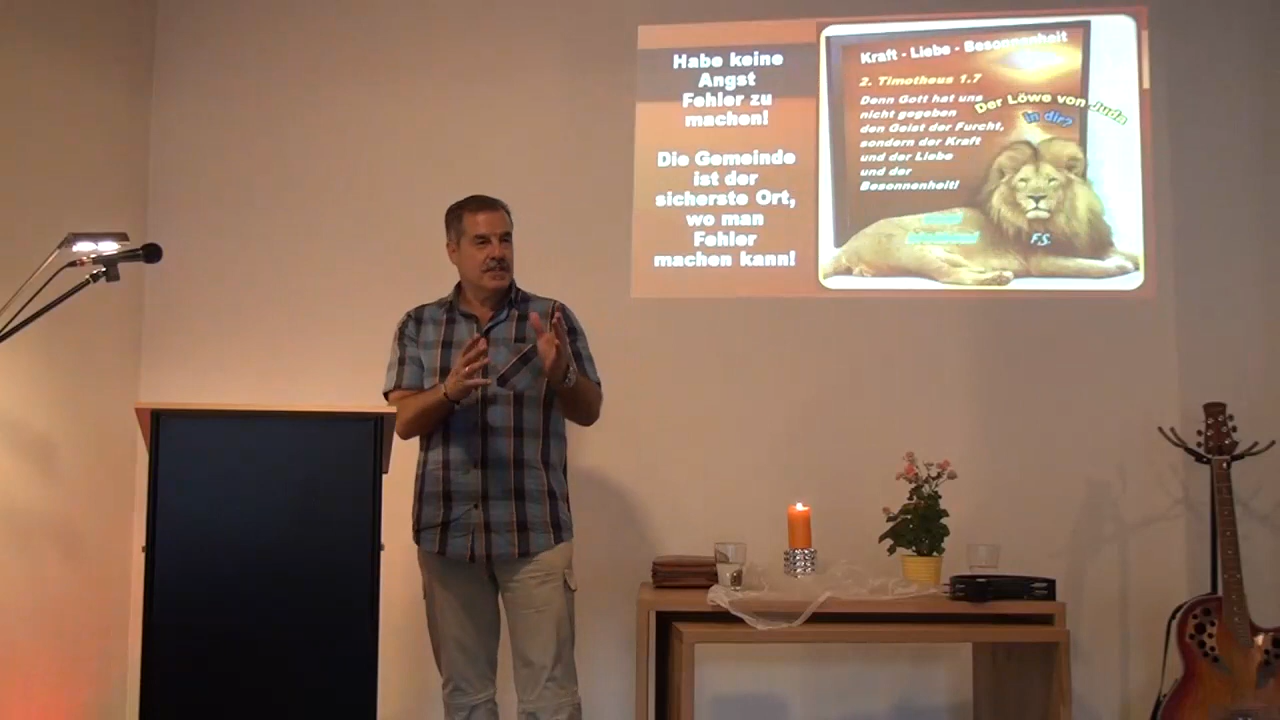 Habe keine
Angst
Fehler zu
machen!
Die Gemeinde
ist der
sicherste Ort,
wo man
Fehler
machen kann!
Kraft - Liebe - Besonnenheit
2. Timotheus 1.7
Denn Gott hat uns
nicht gegeben
den Geist der Furcht,
sondern der Kraft
und der Liebe
und der
Besonnenheit!
Der Löwe von Juda
in dir?
F.S.